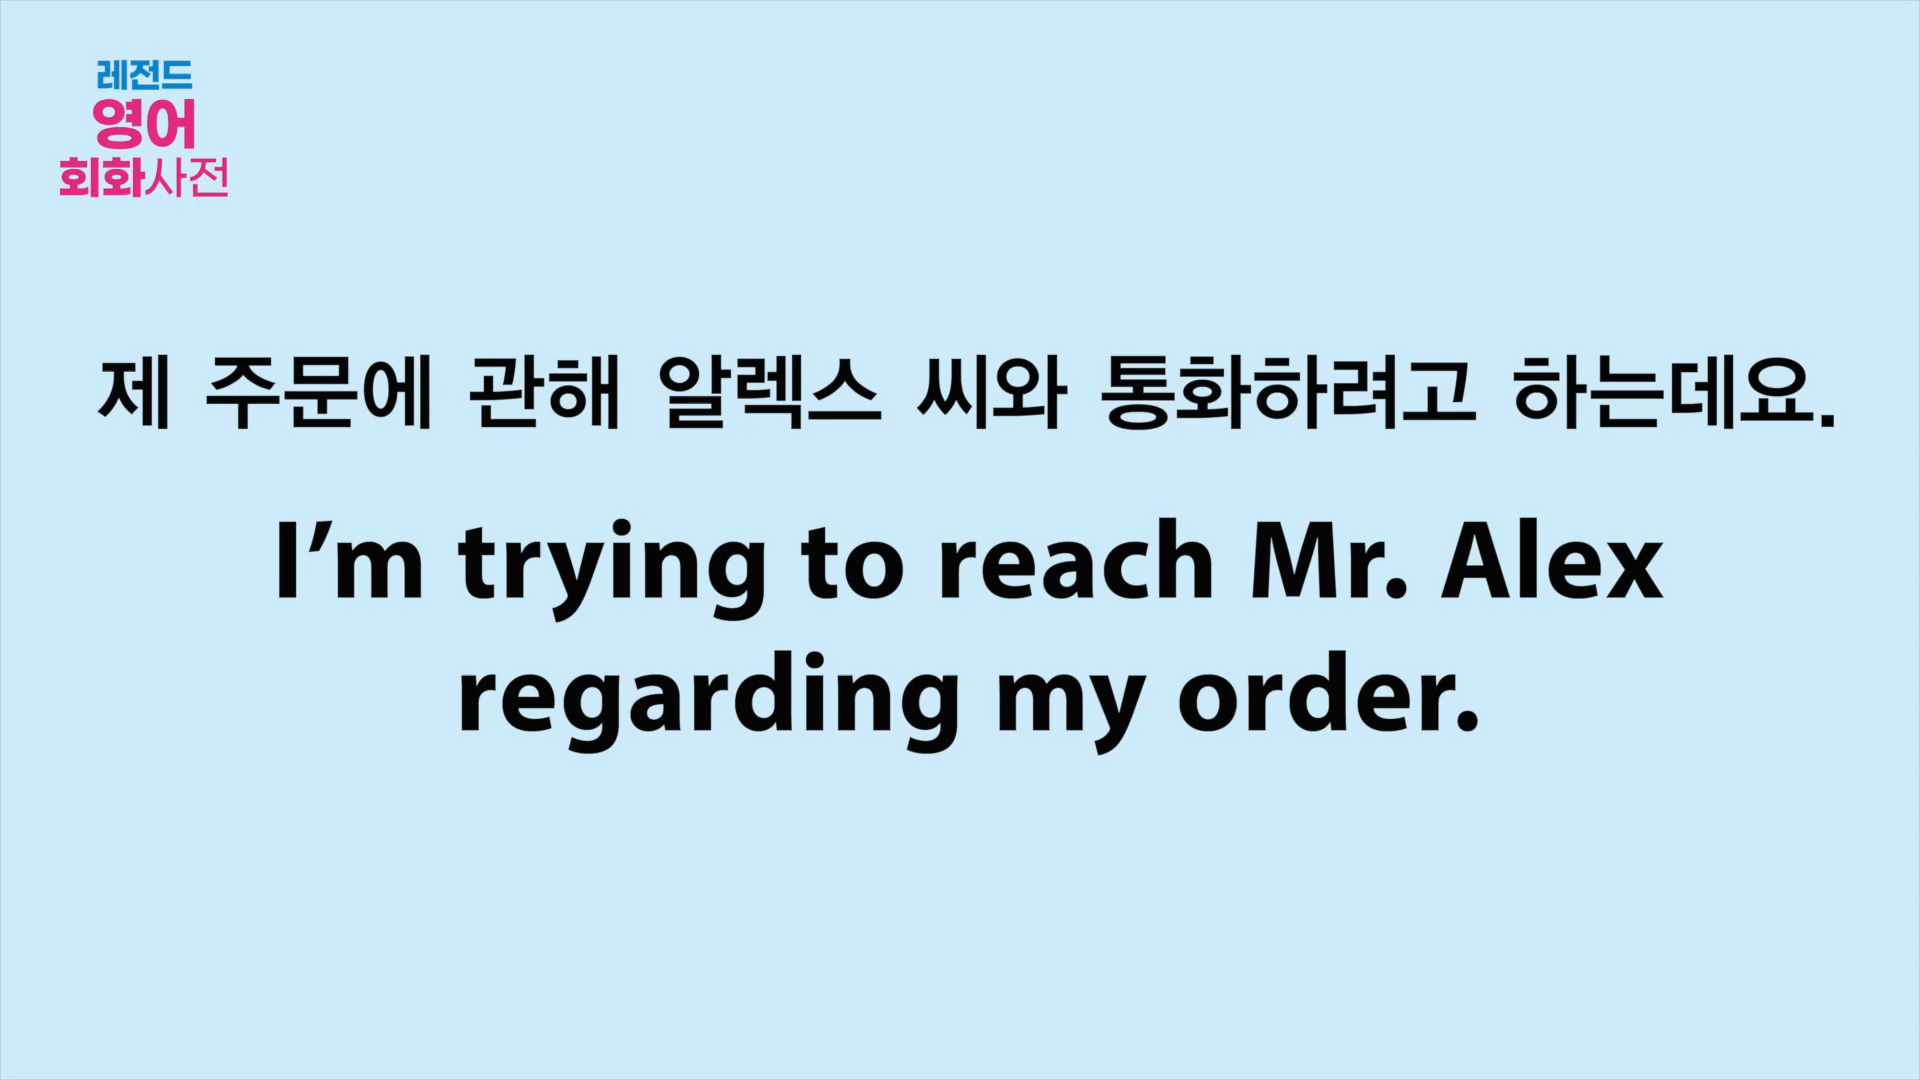 레전드
영어
회화사전
제 주문에 관해 알렉스 씨와 통화하려고 하는데요.
I’m trying to reach Mr. Alex
regarding my order.